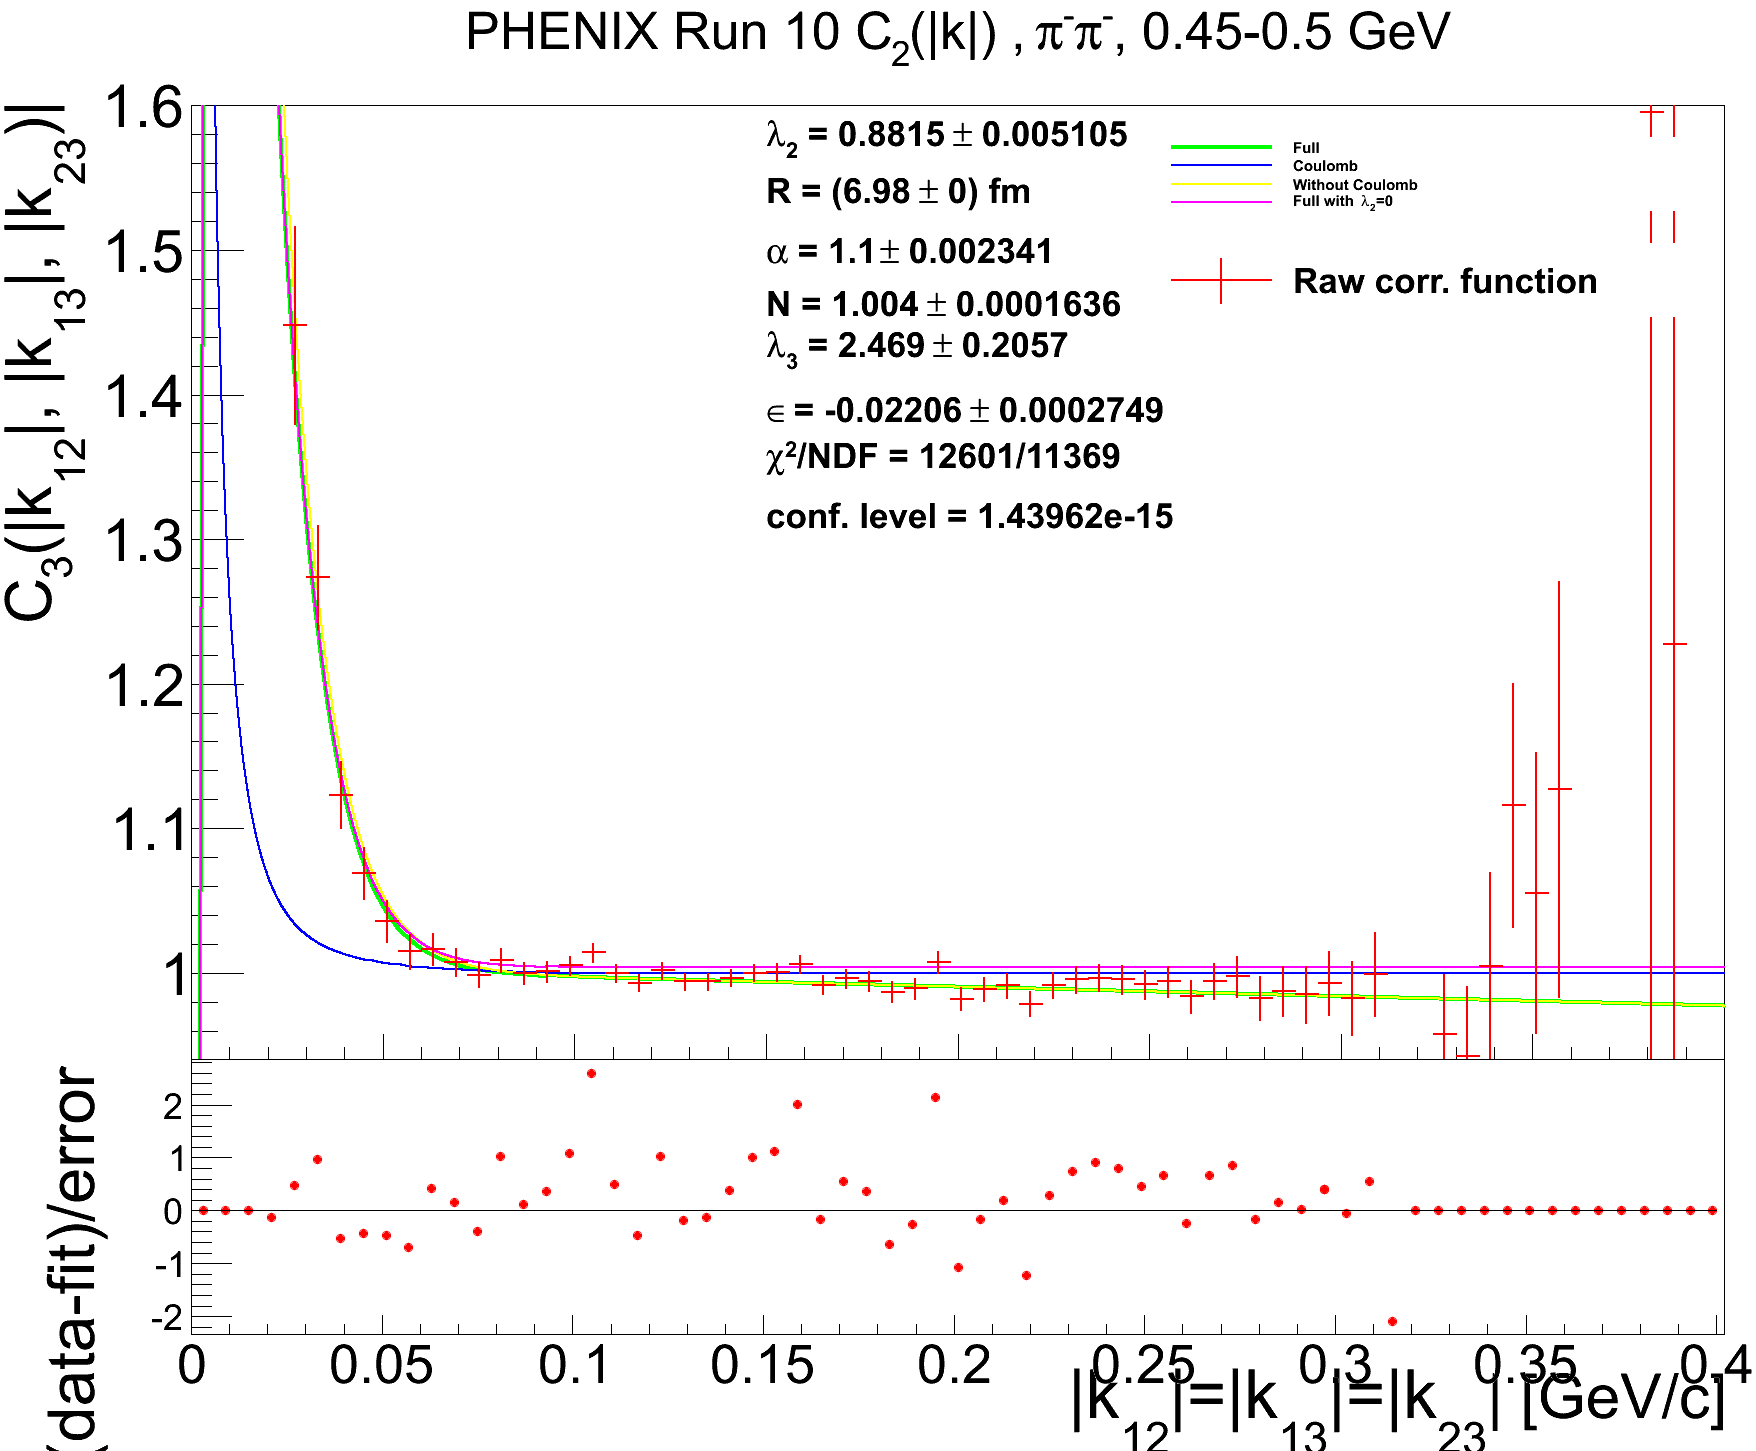 PHENIX Run 10 C2(|k|) , π-π-, 0.45-0.5 GeV
C3(|k12|, |k13|, |k23|)|
1.6
1.5
1.4
1.3
1.2
1.1
1
λ2 = 0.8815 ± 0.005105
R = (6.98 ± 0) fm
α = 1.1 ± 0.002341
N = 1.004 ± 0.0001636
λ3 = 2.469 ± 0.2057
∈ = -0.02206 ± 0.0002749
χ²/NDF = 12601/11369
conf. level = 1.43962e-15
Full
Coulomb
Without Coulomb
Full with λ2=0
Raw corr. function
(data-fit)/error
2
1
0
-1
-2
0 0.05 0.1 0.15 0.2 0.25 0.3 0.35 0.4
|k12|=|k13|=|k23| [GeV/c]